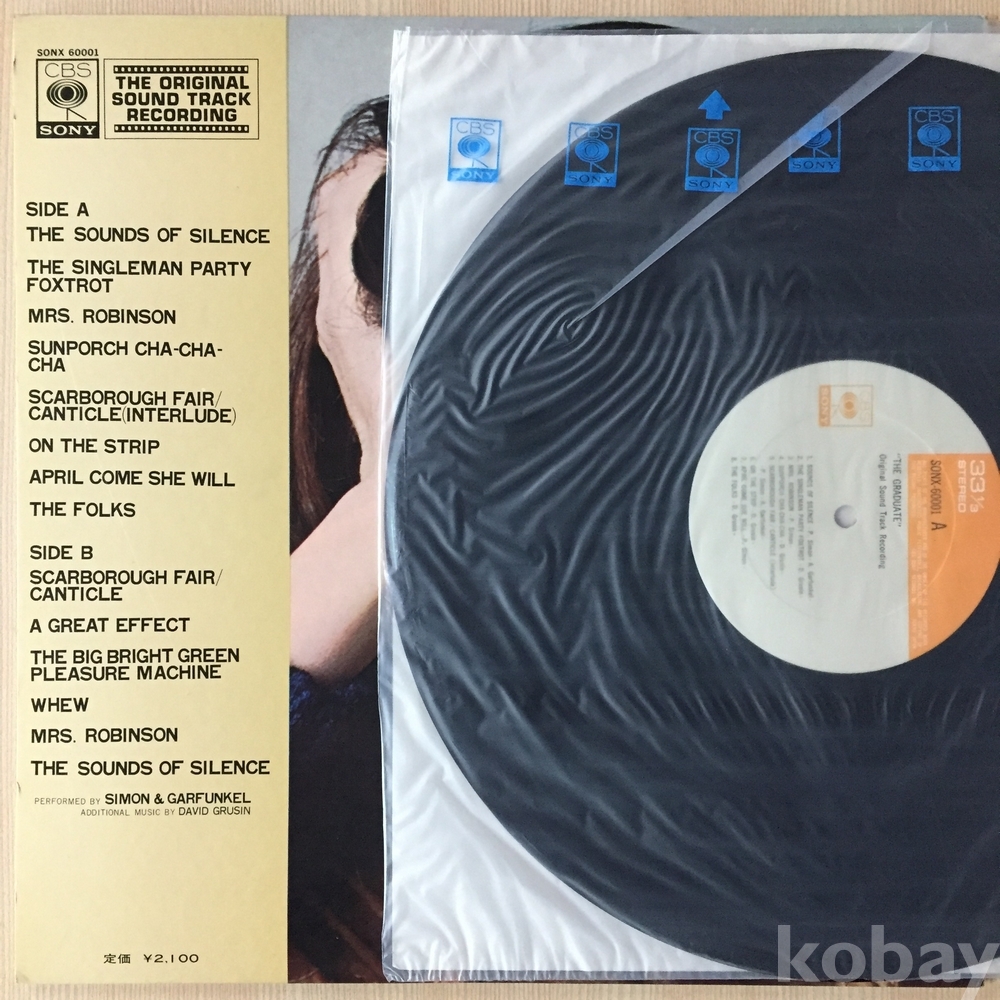 SONX 60001
CBS
SONY
THE ORIGINAL
SOUND TRACK
RECORDING
SIDE A
THE SOUNDS OF SILENCE
THE SINGLEMAN PARTY
FOXTROT
MRS. ROBINSON
SUNPORCH CHA-CHA-
CHA
SCARBOROUGH FAIR/
CANTICLE(INTERLUDE)
ON THE STRIP
APRIL COME SHE WILL
THE FOLKS
SIDE B
SCARBOROUGH FAIR/
CANTICLE
A GREAT EFFECT
THE BIG BRIGHT GREEN
PLEASURE MACHINE
WHEW
MRS. ROBINSON
THE SOUNDS OF SILENCE
PERFORMED BY SIMON & GARFUNKEL
ADDITIONAL MUSIC BY DAVID GRUSIN
定価 ¥2,100
CBS
SONY
CBS
SONY
CBS
SONY
CBS
SONY
CBS
SONY
33 1/3
STEREO
SONX 60001 A
"THE GRADUATE"
Original Sound Track Recording
CBS
SONY
kobay